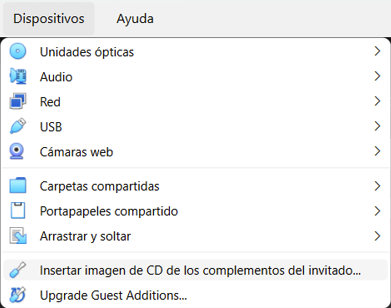 Dispositivos Ayuda
Unidades ópticas
Audio
Red
USB
Cámaras web
Carpetas compartidas
Portapapeles compartido
Arrastrar y soltar
Insertar imagen de CD de los complementos del invitado...
Upgrade Guest Additions...